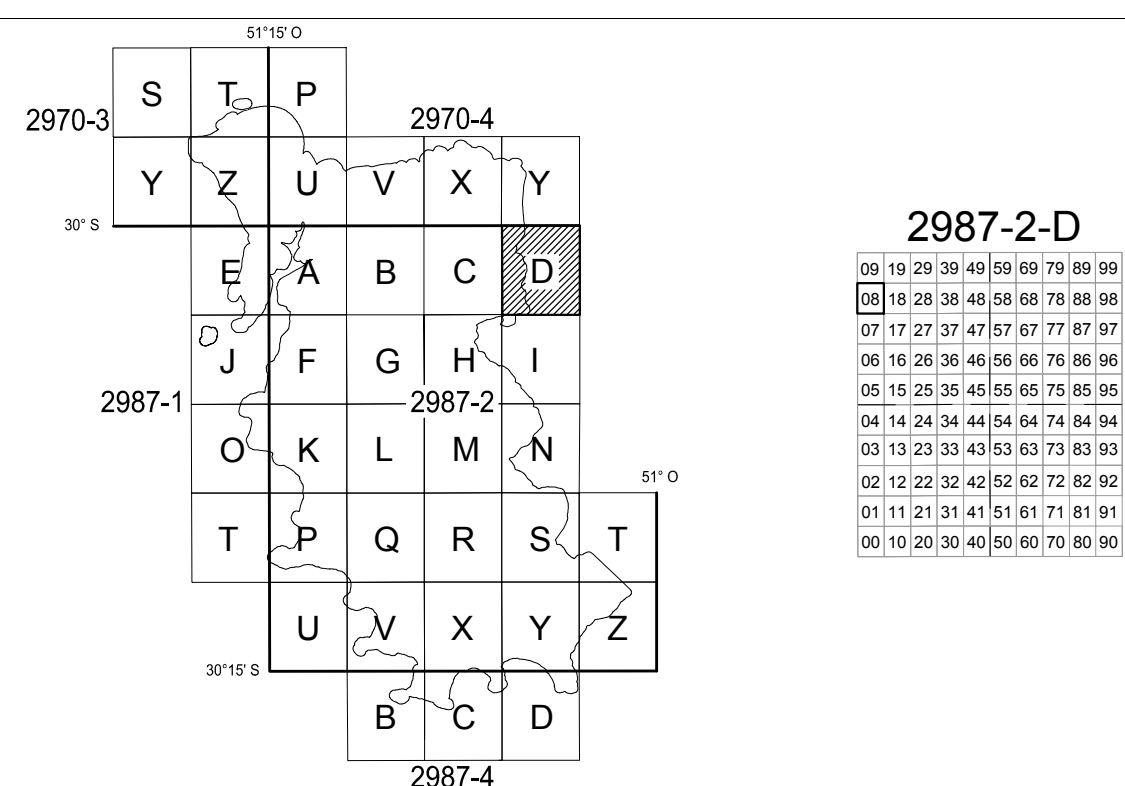 51°15' O
S T P
2970-3 2970-4
Y Z U V X Y
30° S
E A B C D
J F G H I
2987-1 2987-2
O K L M N
51° O
T P Q R S T
U V X Y Z
30°15' S
B C D
2987-4
2987-2-D
09 19 29 39 49 59 69 79 89 99
08 18 28 38 48 58 68 78 88 98
07 17 27 37 47 57 67 77 87 97
06 16 26 36 46 56 66 76 86 96
05 15 25 35 45 55 65 75 85 95
04 14 24 34 44 54 64 74 84 94
03 13 23 33 43 53 63 73 83 93
02 12 22 32 42 52 62 72 82 92
01 11 21 31 41 51 61 71 81 91
00 10 20 30 40 50 60 70 80 90